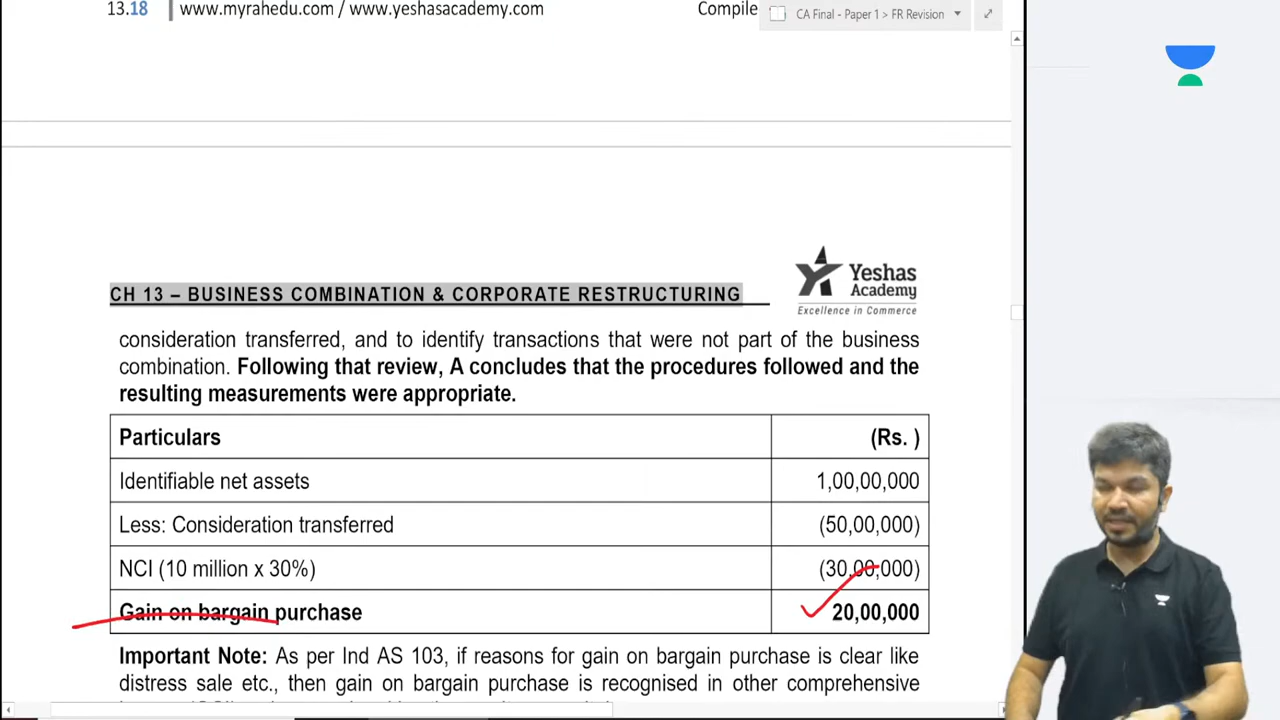 13.18 | www.myrahedu.com / www.yeshasacademy.com Compile
CA Final - Paper 1 > FR Revision
Yeshas
Academy
Excellence in Commerce
CH 13 – BUSINESS COMBINATION & CORPORATE RESTRUCTURING
consideration transferred, and to identify transactions that were not part of the business
combination. Following that review, A concludes that the procedures followed and the
resulting measurements were appropriate.
Particulars (Rs. )
Identifiable net assets 1,00,00,000
Less: Consideration transferred (50,00,000)
NCI (10 million x 30%) (30,00,000)
Gain on bargain purchase 20,00,000
Important Note: As per Ind AS 103, if reasons for gain on bargain purchase is clear like
distress sale etc., then gain on bargain purchase is recognised in other comprehensive